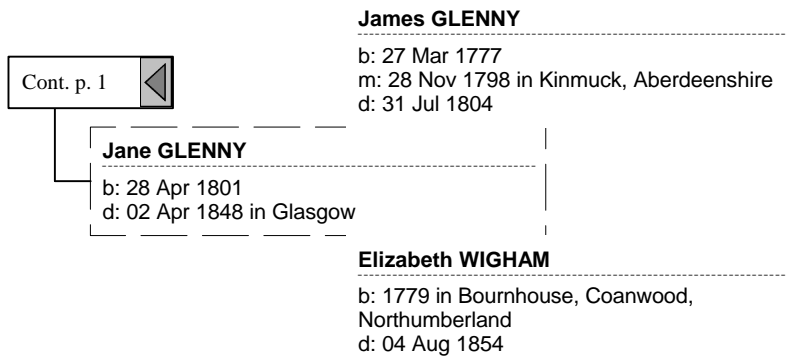 James GLENNY
b: 27 Mar 1777
m: 28 Nov 1798 in Kinmuck, Aberdeenshire
d: 31 Jul 1804
Cont. p. 1
Jane GLENNY
b: 28 Apr 1801
d: 02 Apr 1848 in Glasgow
Elizabeth WIGHAM
b: 1779 in Bournhouse, Coanwood,
Northumberland
d: 04 Aug 1854